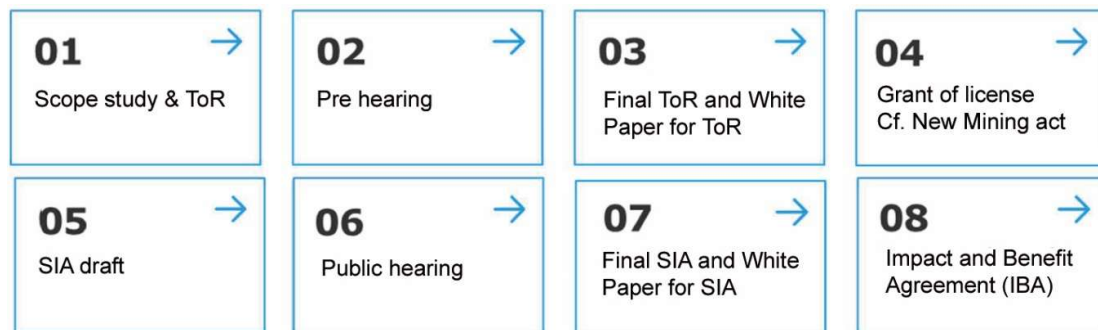 01
Scope study & ToR
02
Pre hearing
03
Final ToR and White
Paper for ToR
04
Grant of license
Cf. New Mining act
05
SIA draft
06
Public hearing
07
Final SIA and White
Paper for SIA
08
Impact and Benefit
Agreement (IBA)